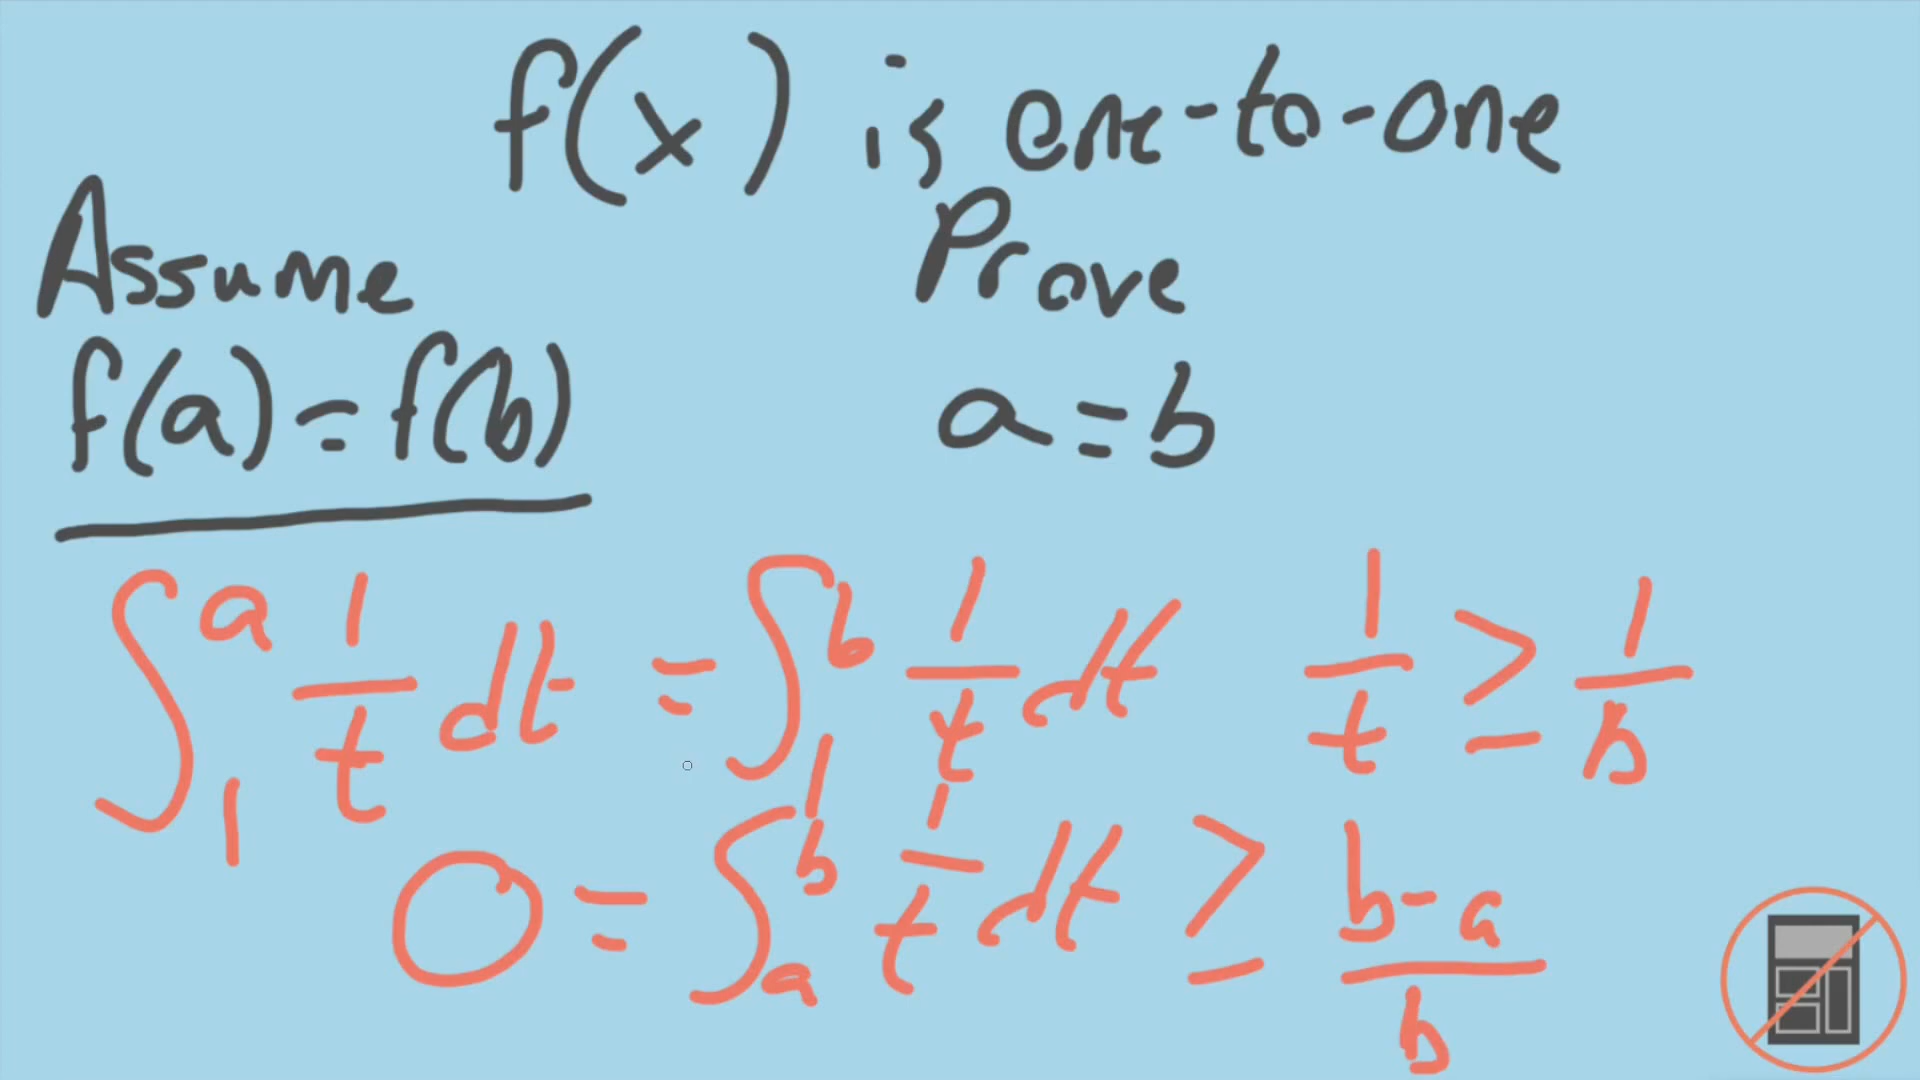 f(x) is one-to-one
Assume Prove
f(a)=f(b) a=b
∫₁ᵃ 1/t dt = ∫₁ᵇ 1/t dt 1/t ≥ 1/b
0 = ∫ₐᵇ 1/t dt ≥ (b-a)/b